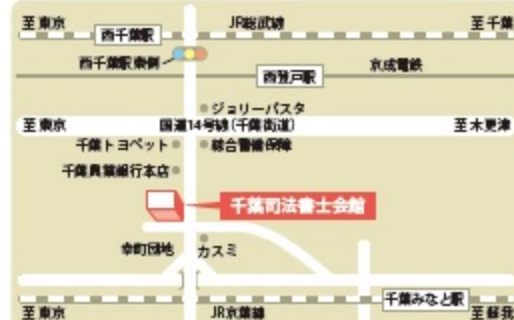 至東京
JR総武線
至千葉
西千葉駅
西千葉駅東側
西登戸駅
京成電鉄
ジョリーパスタ
至東京
国道14号線(千葉街道)
至木更津
千葉トヨペット
綜合警備保障
千葉興業銀行本店
千葉司法書士会館
幸町団地
カスミ
千葉みなと駅
至東京
JR京葉線
至蘇我